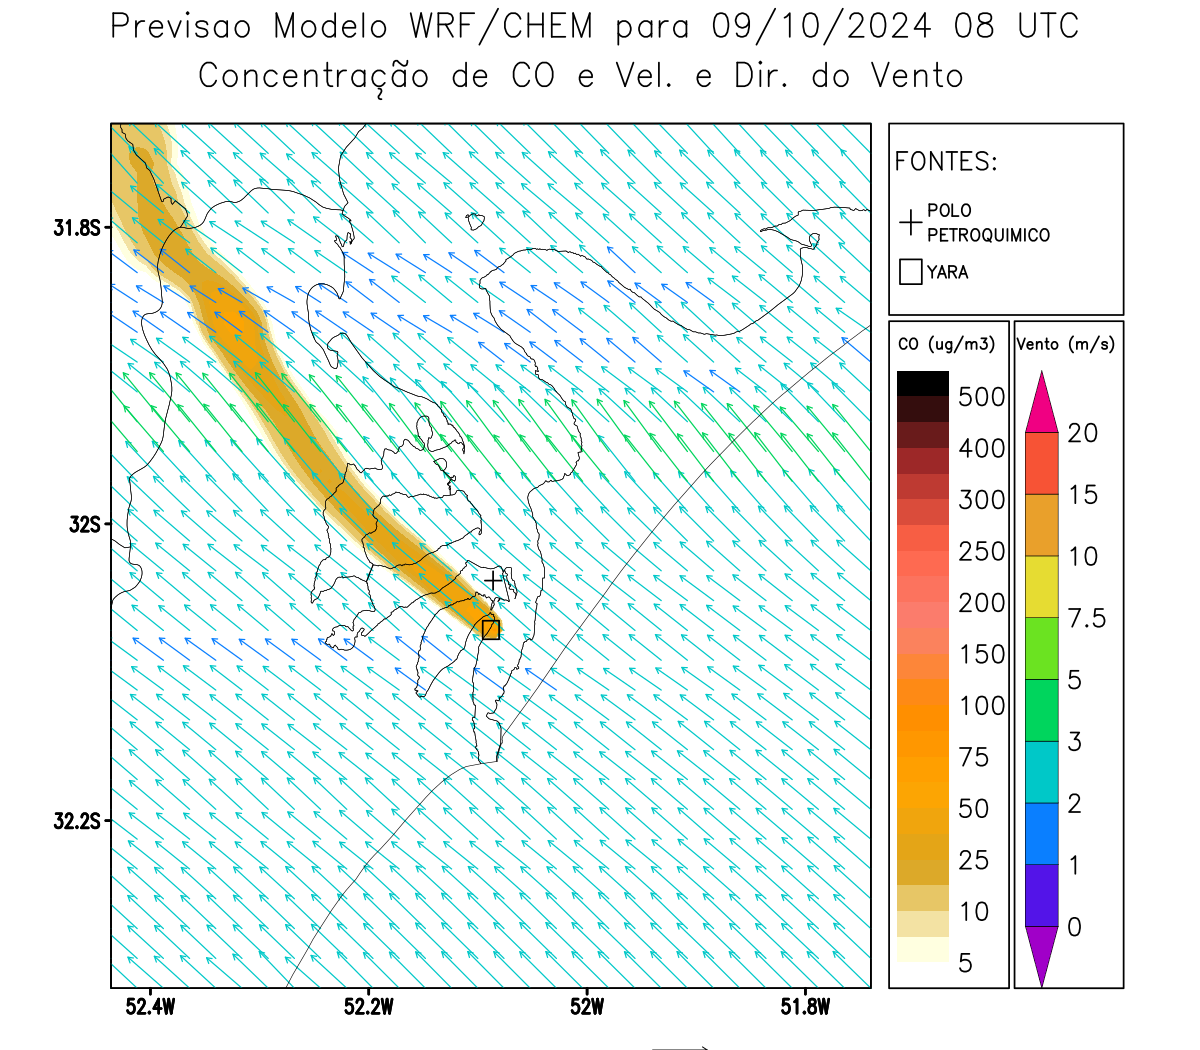 Previsao Modelo WRF/CHEM para 09/10/2024 08 UTC
Concentração de CO e Vel. e Dir. do Vento
FONTES:
POLO
PETROQUIMICO
YARA
CO (ug/m3)
500
400
300
250
200
150
100
75
50
25
10
5
Vento (m/s)
20
15
10
7.5
5
3
2
1
0
31.8S
32S
32.2S
52.4W
52.2W
52W
51.8W